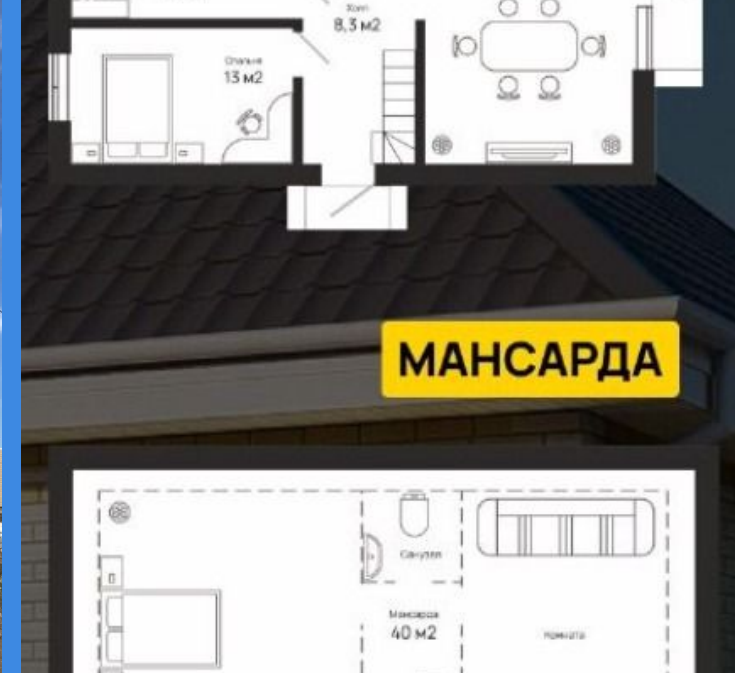 Холл
8,3 м2
Спальня
13 м2
МАНСАРДА
Санузел
Мансарда
40 м2
Комната